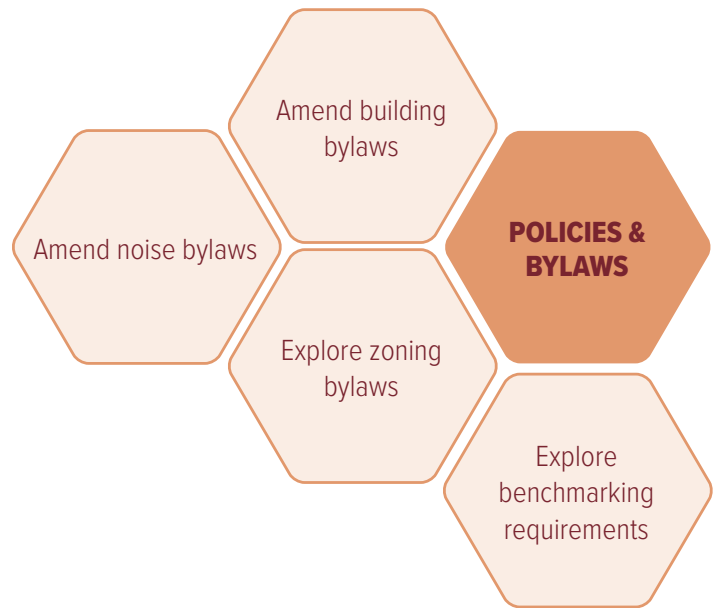 Amend building
bylaws
Amend noise bylaws
POLICIES &
BYLAWS
Explore zoning
bylaws
Explore
benchmarking
requirements